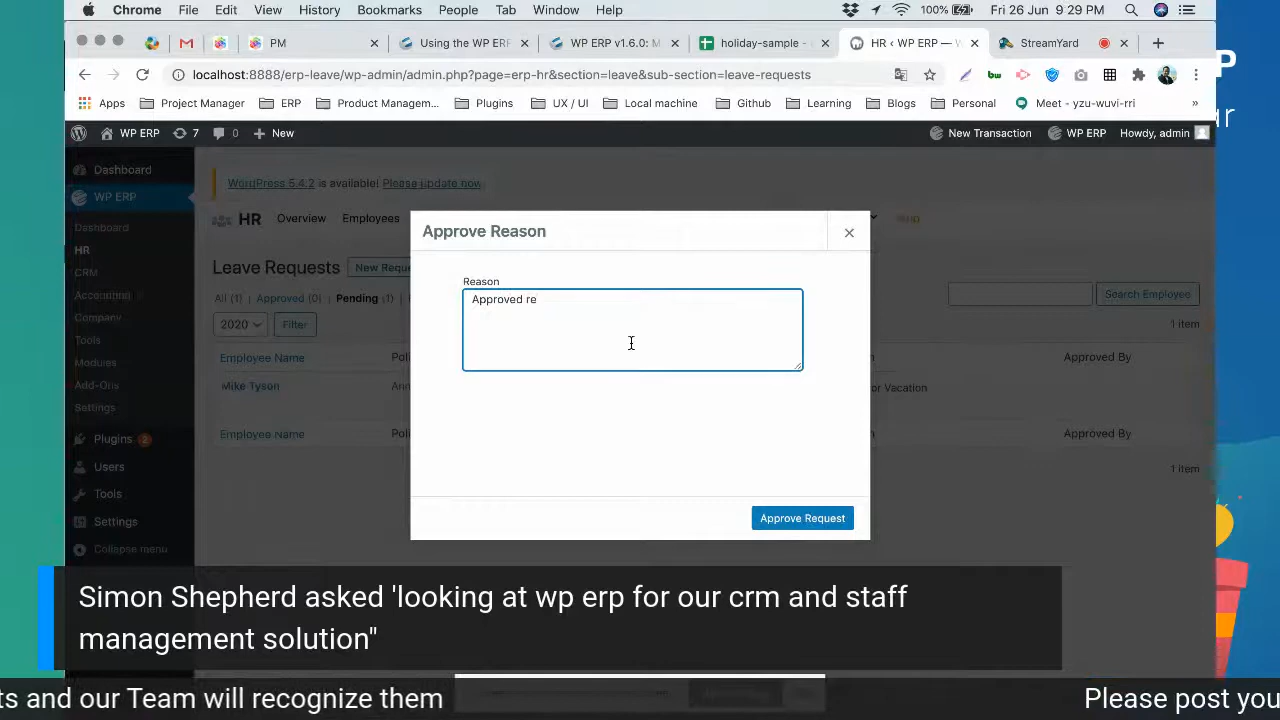 Chrome File Edit View History Bookmarks People Tab Window Help 100% Fri 26 Jun 9:29 PM
PM Using the WP ERP WP ERP v1.6.0: M holiday-sample - HR ‹ WP ERP — W StreamYard
localhost:8888/erp-leave/wp-admin/admin.php?page=erp-hr&section=leave&sub-section=leave-requests
Apps Project Manager ERP Product Managem... Plugins UX / UI Local machine Github Learning Blogs Personal Meet - yzu-wuvi-rri »
WP ERP 7 0 New New Transaction WP ERP Howdy, admin
Dashboard
WP ERP
Dashboard
HR
CRM
Accounting
Company
Tools
Modules
Add-Ons
Settings
Plugins 2
Users
Tools
Settings
Collapse menu
WordPress 5.4.2 is available! Please update now
HR Overview Employees
Leave Requests New Reque
All (1) Approved (0) Pending (1)
Search Employee
2020 Filter 1 item
Employee Name Poli Approved By
Mike Tyson Ann or Vacation
Employee Name Poli Approved By
1 item
Approve Reason
Reason
Approved re
Approve Request
Simon Shepherd asked 'looking at wp erp for our crm and staff
management solution"
ts and our Team will recognize them Please post you